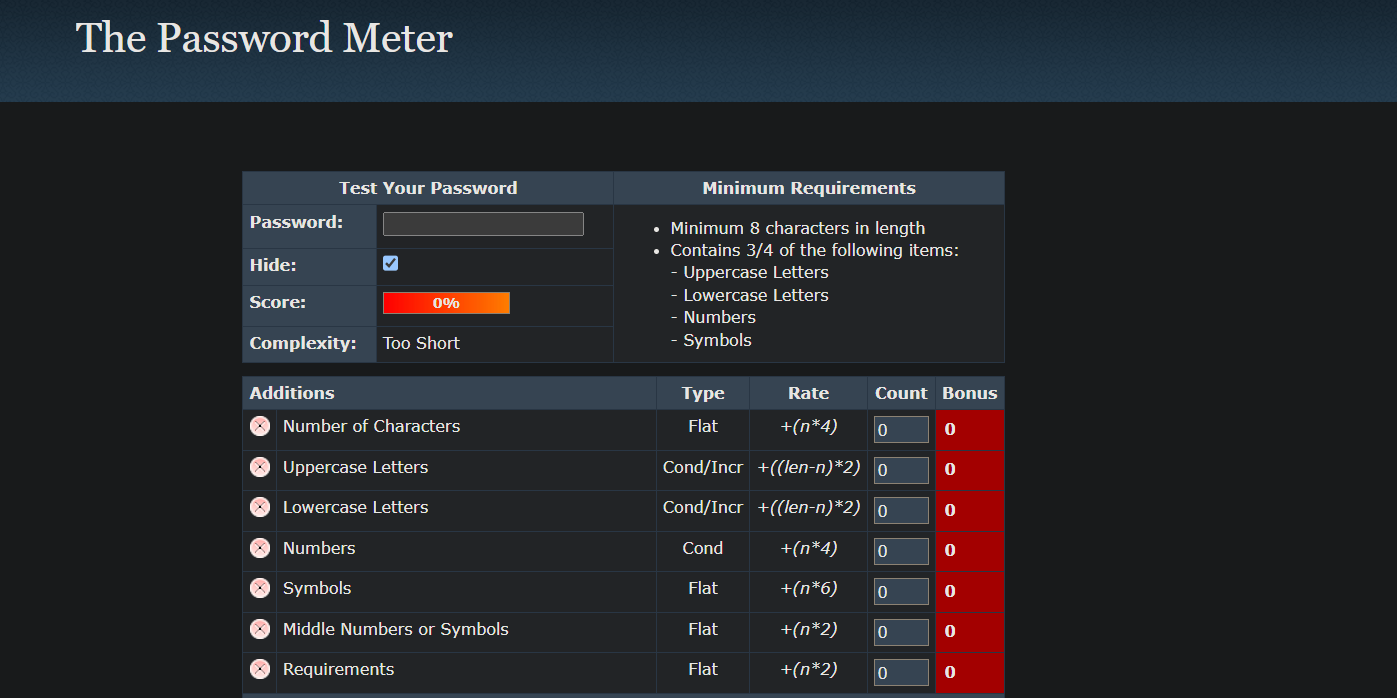 The Password Meter
Test Your Password Minimum Requirements
Password:
Hide:
Score: 0%
Complexity: Too Short
• Minimum 8 characters in length
• Contains 3/4 of the following items:
- Uppercase Letters
- Lowercase Letters
- Numbers
- Symbols
Additions Type Rate Count Bonus
Number of Characters Flat +(n*4) 0 0
Uppercase Letters Cond/Incr +((len-n)*2) 0 0
Lowercase Letters Cond/Incr +((len-n)*2) 0 0
Numbers Cond +(n*4) 0 0
Symbols Flat +(n*6) 0 0
Middle Numbers or Symbols Flat +(n*2) 0 0
Requirements Flat +(n*2) 0 0